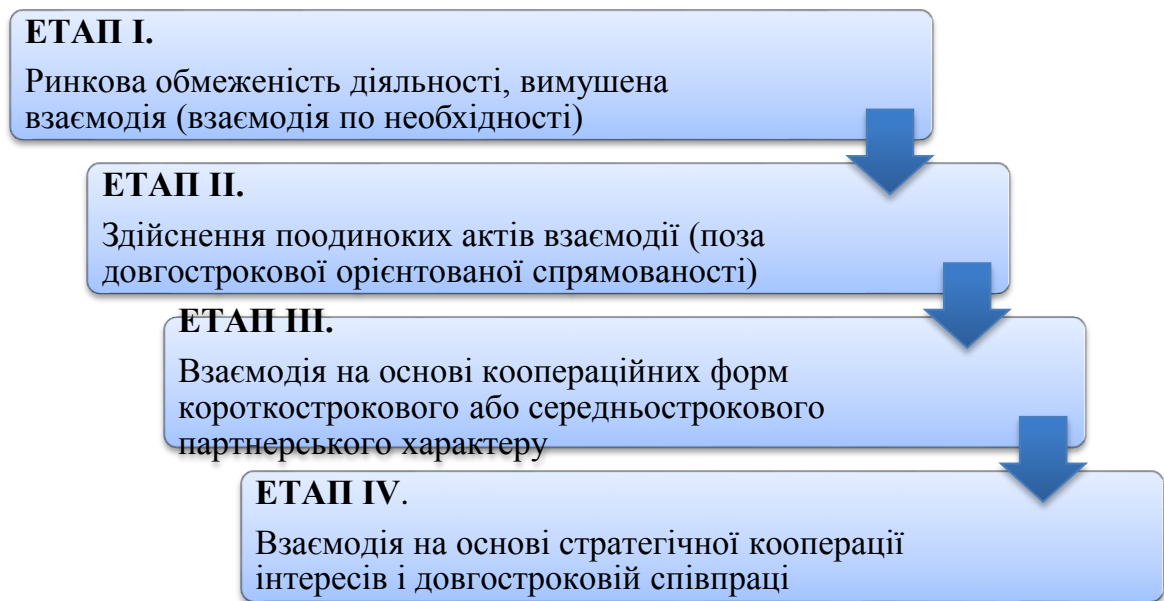 ЕТАП I.
Ринкова обмеженість діяльності, вимушена
взаємодія (взаємодія по необхідності)
ЕТАП II.
Здійснення поодиноких актів взаємодії (поза
довгострокової орієнтованої спрямованості)
ЕТАП III.
Взаємодія на основі коопераційних форм
короткострокового або середньострокового
партнерського характеру
ЕТАП IV.
Взаємодія на основі стратегічної кооперації
інтересів і довгостроковій співпраці